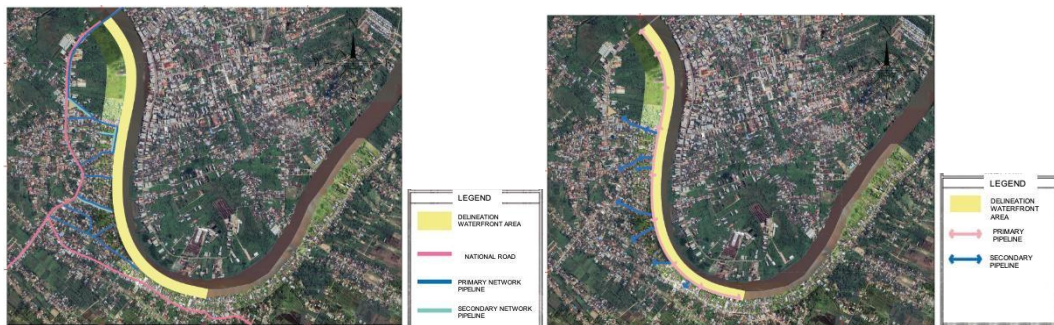 N
LEGEND
DELINEATION
WATERFRONT AREA
NATIONAL ROAD
PRIMARY NETWORK
PIPELINE
SECONDARY NETWORK
PIPELINE
N
LEGEND
DELINEATION
WATERFRONT
AREA
PRIMARY
PIPELINE
SECONDARY
PIPELINE